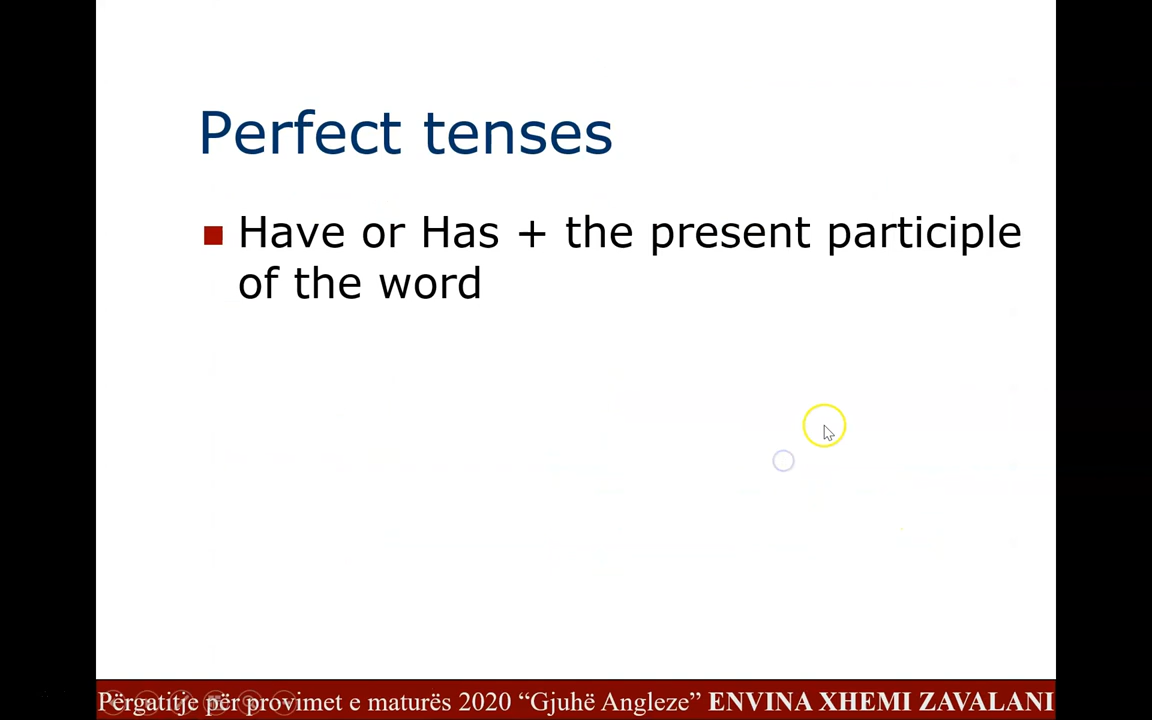 Perfect tenses
Have or Has + the present participle
of the word
Përgatitje për provimet e maturës 2020 “Gjuhë Angleze” ENVINA XHEMI ZAVALANI